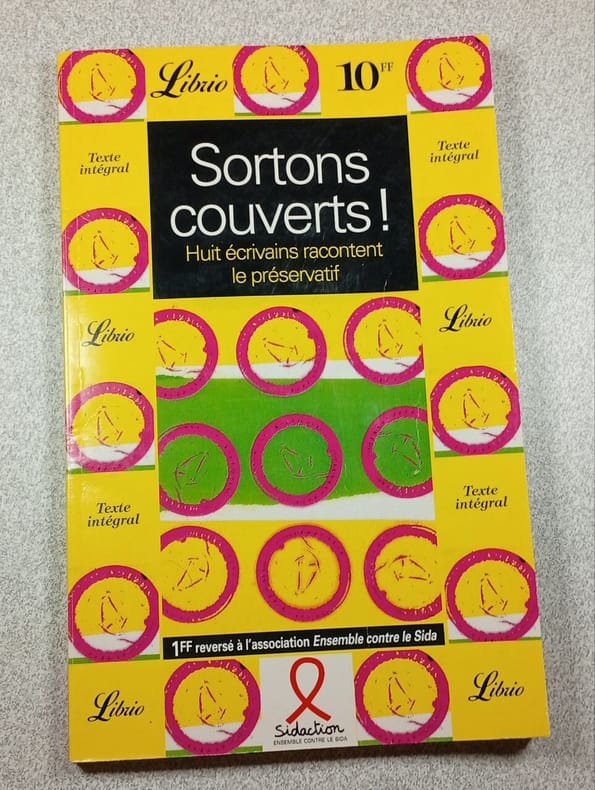 Librio
10FF
Texte
intégral
Texte
intégral
Sortons
couverts !
Huit écrivains racontent
le préservatif
Librio
Librio
Texte
intégral
Texte
intégral
1FF reversé à l'association Ensemble contre le Sida
Librio
Sidaction
ENSEMBLE CONTRE LE SIDA
Librio